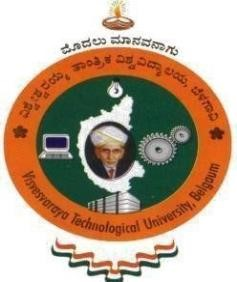 ಮೊದಲು ಮಾನವನಾಗು
ವಿಶ್ವೇಶ್ವರಯ್ಯ ತಾಂತ್ರಿಕ ವಿಶ್ವವಿದ್ಯಾಲಯ, ಬೆಳಗಾವಿ
Visvesvaraya Technological University, Belgaum